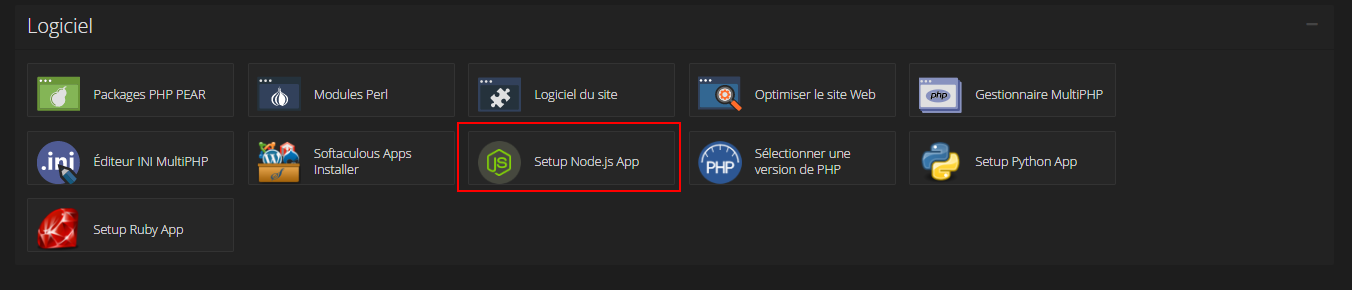 Logiciel
Packages PHP PEAR
Modules Perl
Logiciel du site
Optimiser le site Web
php
Gestionnaire MultiPHP
.ini
Éditeur INI MultiPHP
Softaculous Apps
Installer
JS
Setup Node.js App
PHP
Sélectionner une
version de PHP
Setup Python App
Setup Ruby App